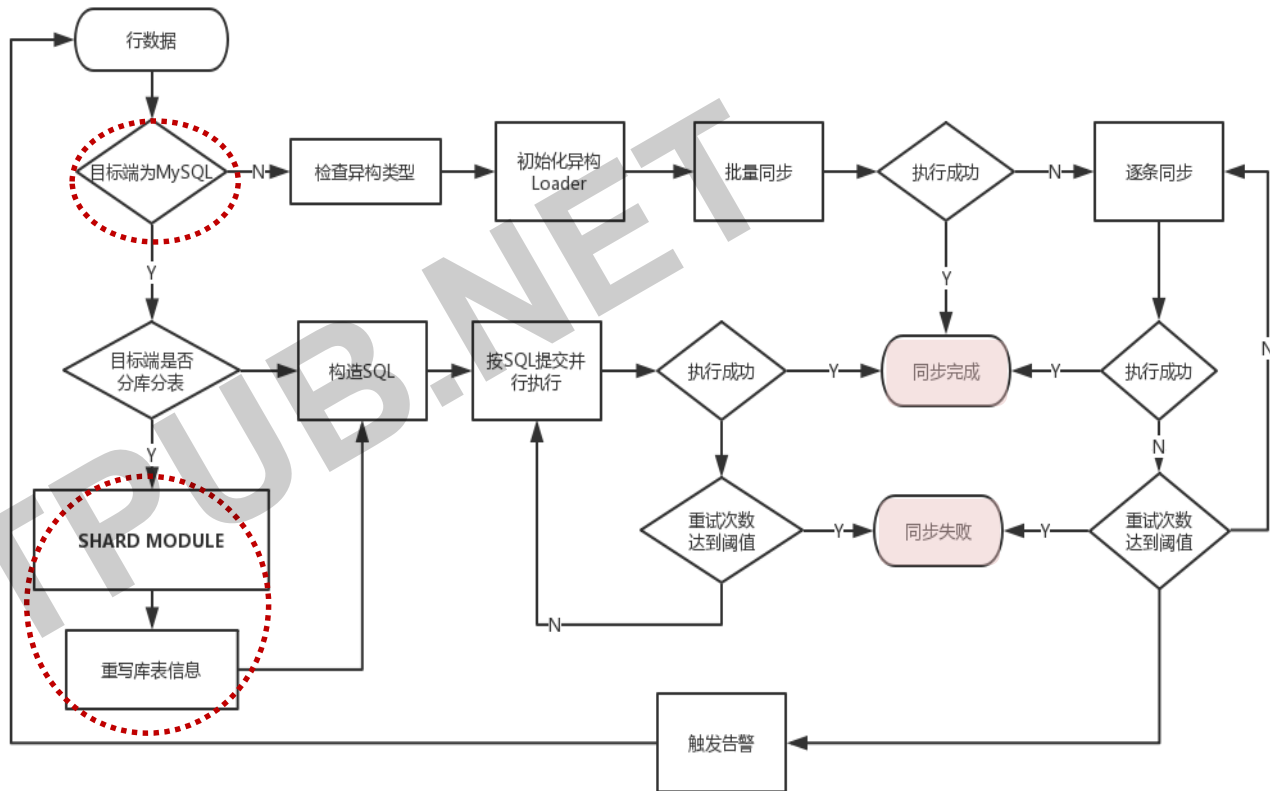 行数据
目标端为MySQL
N
检查异构类型
初始化异构
Loader
批量同步
执行成功
N
逐条同步
Y
Y
N
目标端是否
分库分表
构造SQL
按SQL提交并
行执行
执行成功
Y
同步完成
Y
执行成功
Y
N
SHARD MODULE
重试次数
达到阈值
Y
同步失败
Y
重试次数
达到阈值
N
重写库表信息
触发告警
TPUB.NET